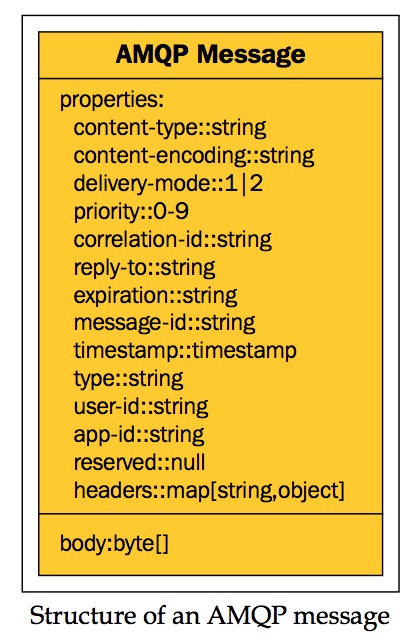 AMQP Message
properties:
content-type::string
content-encoding::string
delivery-mode::1|2
priority::0-9
correlation-id::string
reply-to::string
expiration::string
message-id::string
timestamp::timestamp
type::string
user-id::string
app-id::string
reserved::null
headers::map[string,object]
body:byte[]
Structure of an AMQP message